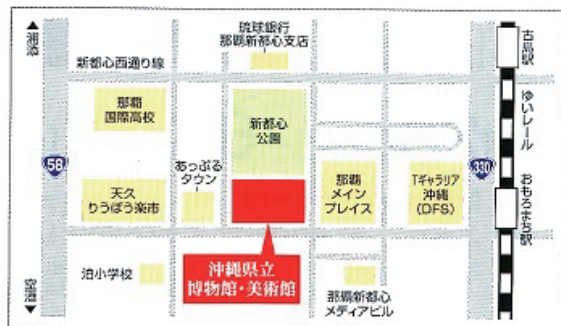 ▲浦添
琉球銀行
那覇新都心支店
新都心西通り線
古島駅
那覇
国際高校
新都心
公園
ゆいレール
58
あっぷる
タウン
天久
りうぼう楽市
那覇
メイン
プレイス
Tギャラリア
沖縄
(DFS)
330
おもろまち駅
泊小学校
沖縄県立
博物館・美術館
那覇新都心
メディアビル
空港▼